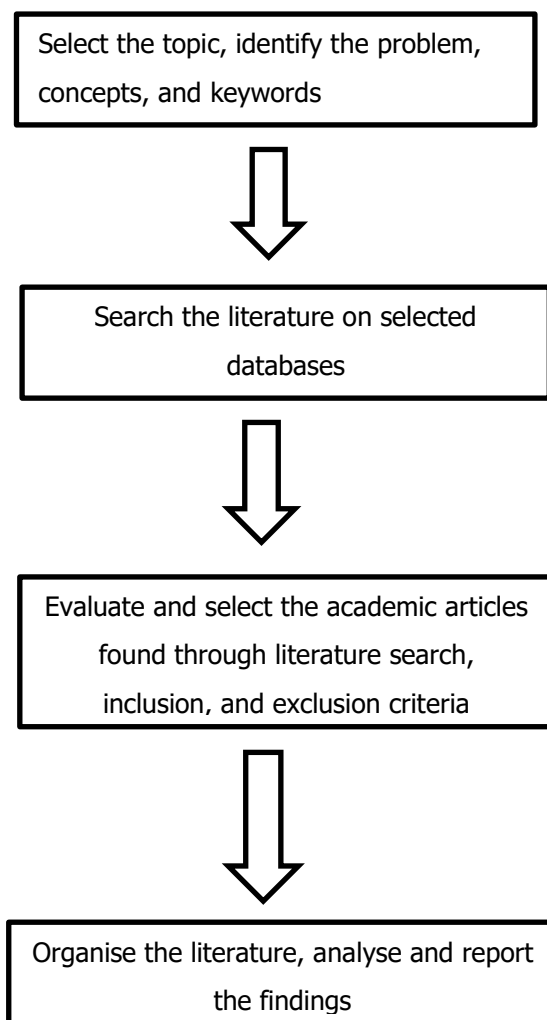 Select the topic, identify the problem,
concepts, and keywords
Search the literature on selected
databases
Evaluate and select the academic articles
found through literature search,
inclusion, and exclusion criteria
Organise the literature, analyse and report
the findings